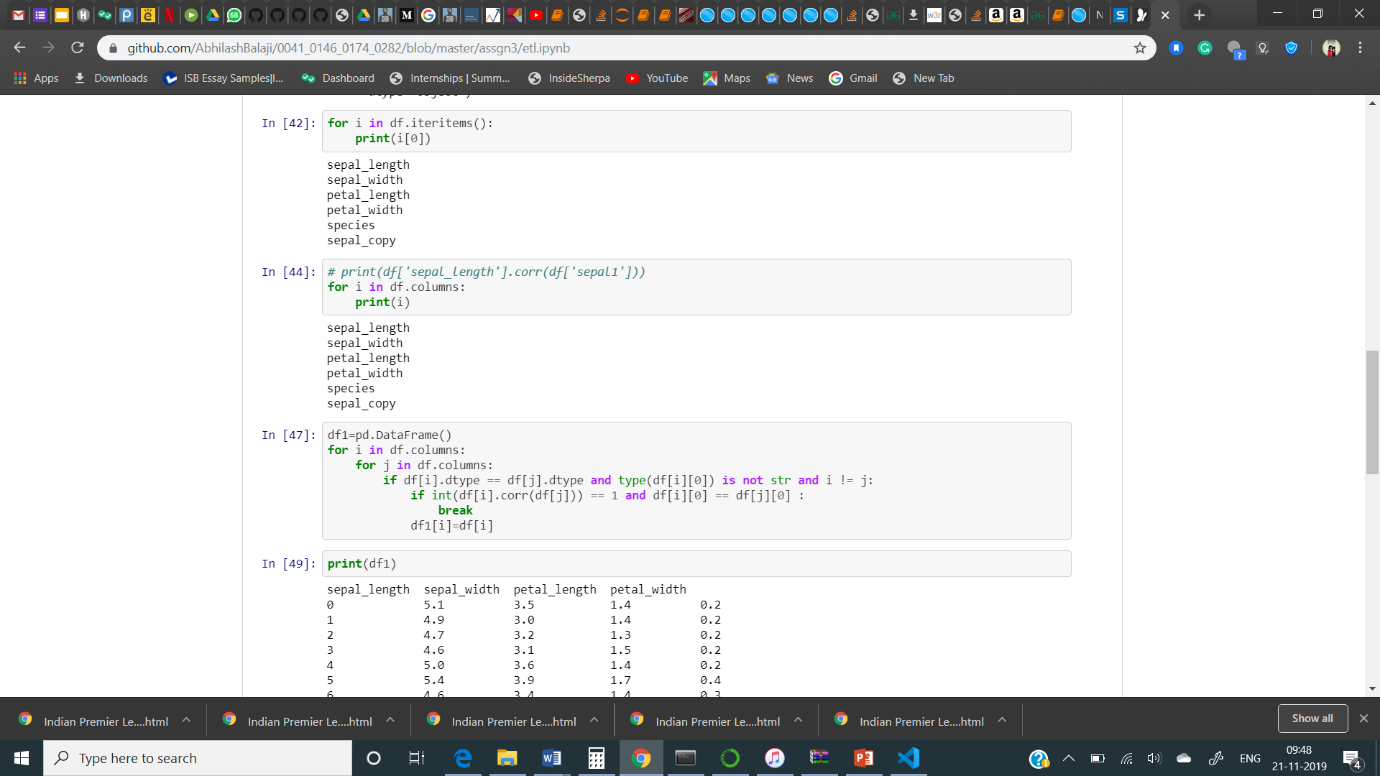 github.com/AbhilashBalaji/0041_0146_0174_0282/blob/master/assgn3/etl.ipynb
Apps Downloads ISB Essay Samples|I... Dashboard Internships | Summ... InsideSherpa YouTube Maps News Gmail New Tab
In [42]: for i in df.iteritems():
print(i[0])
sepal_length
sepal_width
petal_length
petal_width
species
sepal_copy
In [44]: # print(df['sepal_length'].corr(df['sepal1']))
for i in df.columns:
print(i)
sepal_length
sepal_width
petal_length
petal_width
species
sepal_copy
In [47]: df1=pd.DataFrame()
for i in df.columns:
for j in df.columns:
if df[i].dtype == df[j].dtype and type(df[i][0]) is not str and i != j:
if int(df[i].corr(df[j])) == 1 and df[i][0] == df[j][0] :
break
df1[i]=df[i]
In [49]: print(df1)
sepal_length sepal_width petal_length petal_width
0 5.1 3.5 1.4 0.2
1 4.9 3.0 1.4 0.2
2 4.7 3.2 1.3 0.2
3 4.6 3.1 1.5 0.2
4 5.0 3.6 1.4 0.2
5 5.4 3.9 1.7 0.4
6 4.6 3.4 1.4 0.3
Indian Premier Le....html Indian Premier Le....html Indian Premier Le....html Indian Premier Le....html Indian Premier Le....html Show all
Type here to search
ENG
09:48
21-11-2019
4